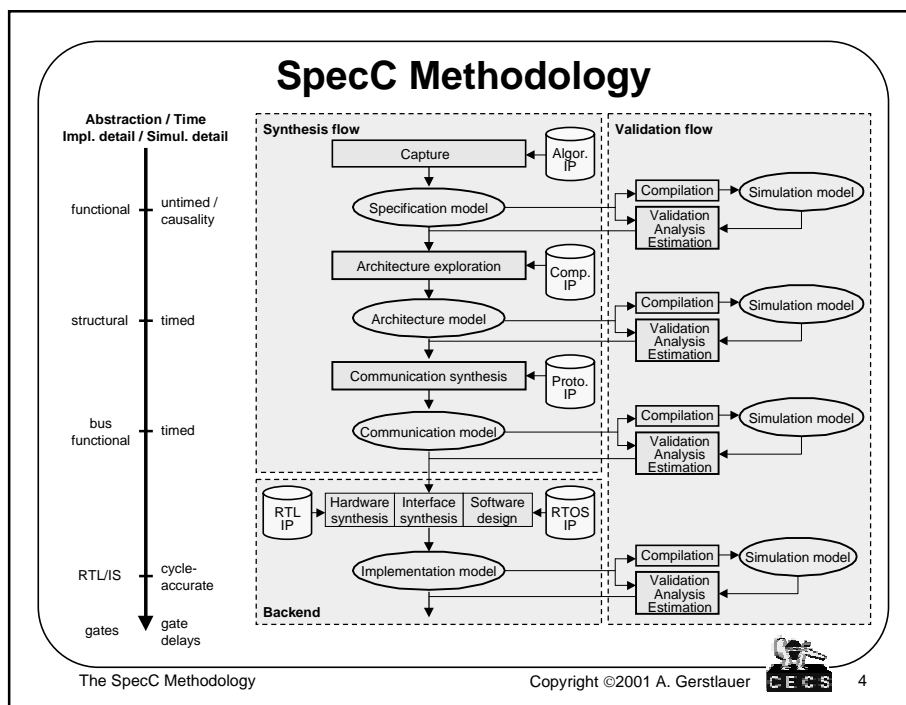 SpecC Methodology
Abstraction / Time
Impl. detail / Simul. detail
functional
untimed /
causality
structural
timed
bus
functional
timed
RTL/IS
cycle-
accurate
gates
gate
delays
Synthesis flow
Capture
Algor.
IP
Specification model
Architecture exploration
Comp.
IP
Architecture model
Communication synthesis
Proto.
IP
Communication model
RTL
IP
Hardware
synthesis
Interface
synthesis
Software
design
RTOS
IP
Implementation model
Backend
Validation flow
Compilation
Simulation model
Validation
Analysis
Estimation
Compilation
Simulation model
Validation
Analysis
Estimation
Compilation
Simulation model
Validation
Analysis
Estimation
Compilation
Simulation model
Validation
Analysis
Estimation
The SpecC Methodology
Copyright ©2001 A. Gerstlauer
CECS
4